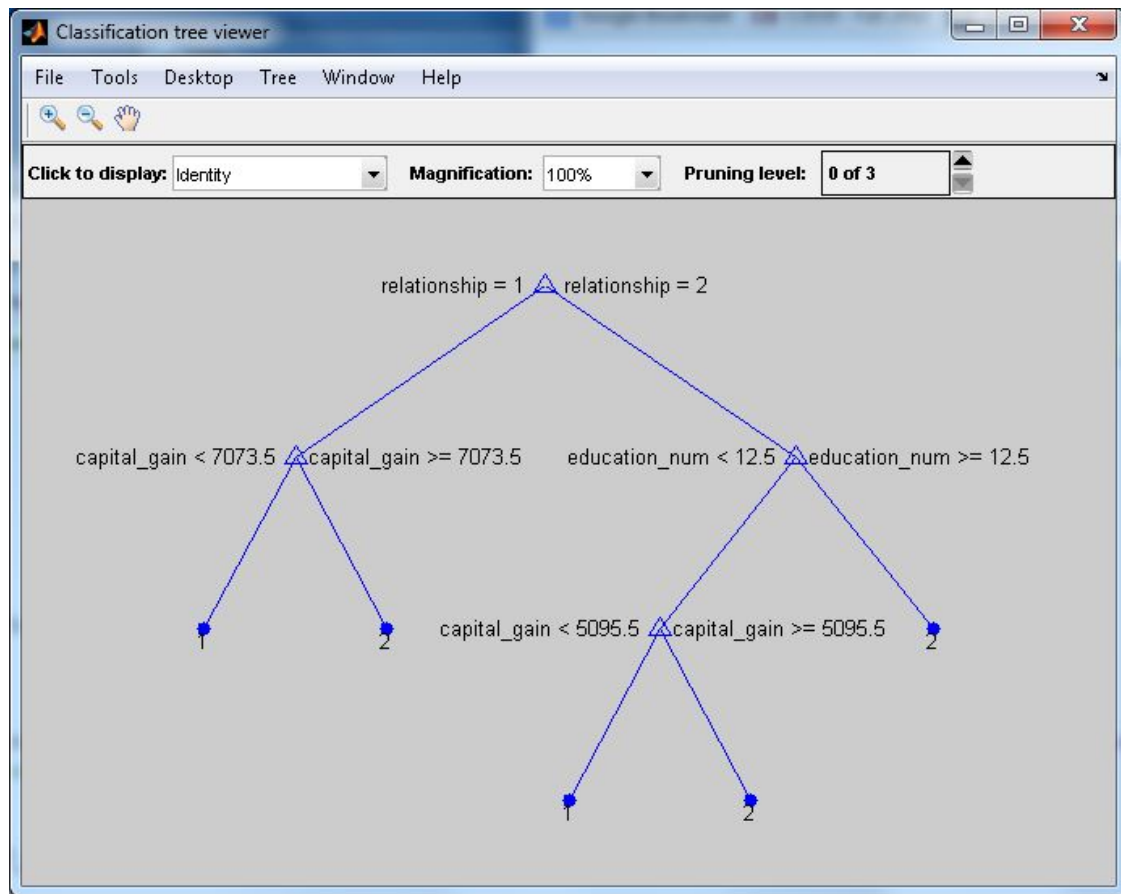 Classification tree viewer
File Tools Desktop Tree Window Help
Click to display: Identity Magnification: 100% Pruning level: 0 of 3
relationship = 1 relationship = 2
capital_gain < 7073.5 capital_gain >= 7073.5 education_num < 12.5 education_num >= 12.5
1 2 capital_gain < 5095.5 capital_gain >= 5095.5 2
1 2